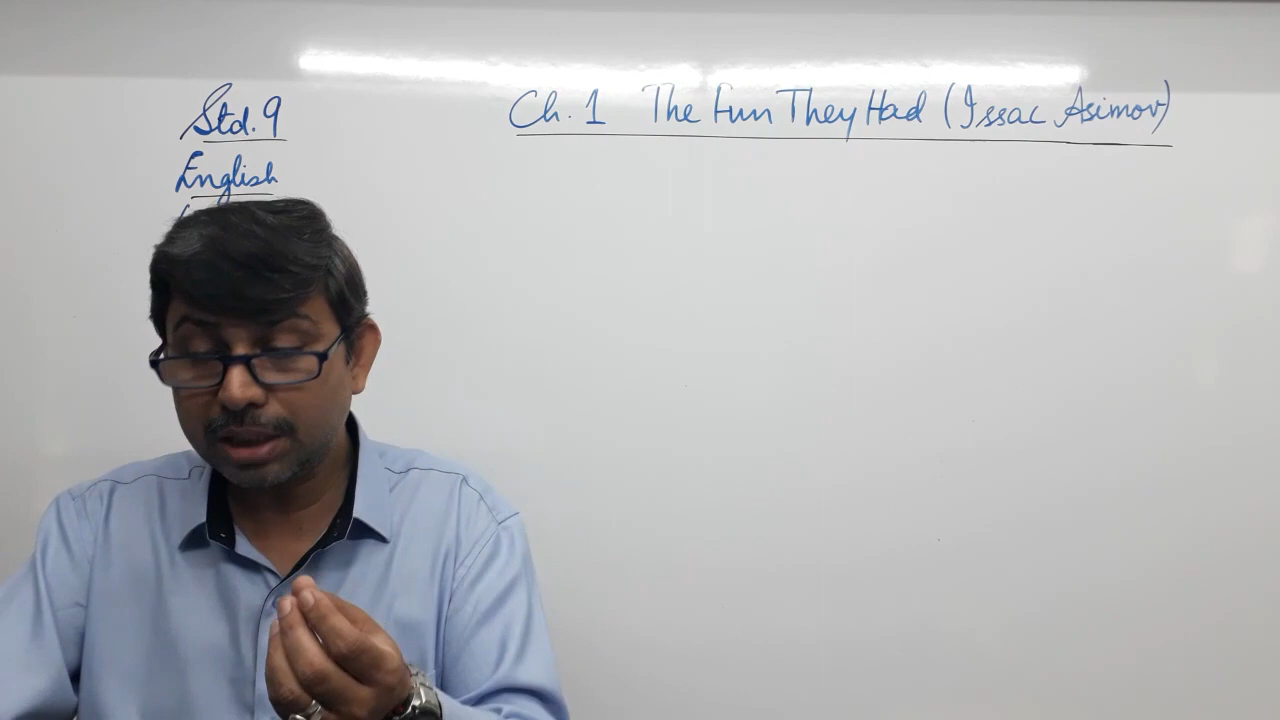 Std. 9
English
Ch. 1 The Fun They Had (Issac Asimov)